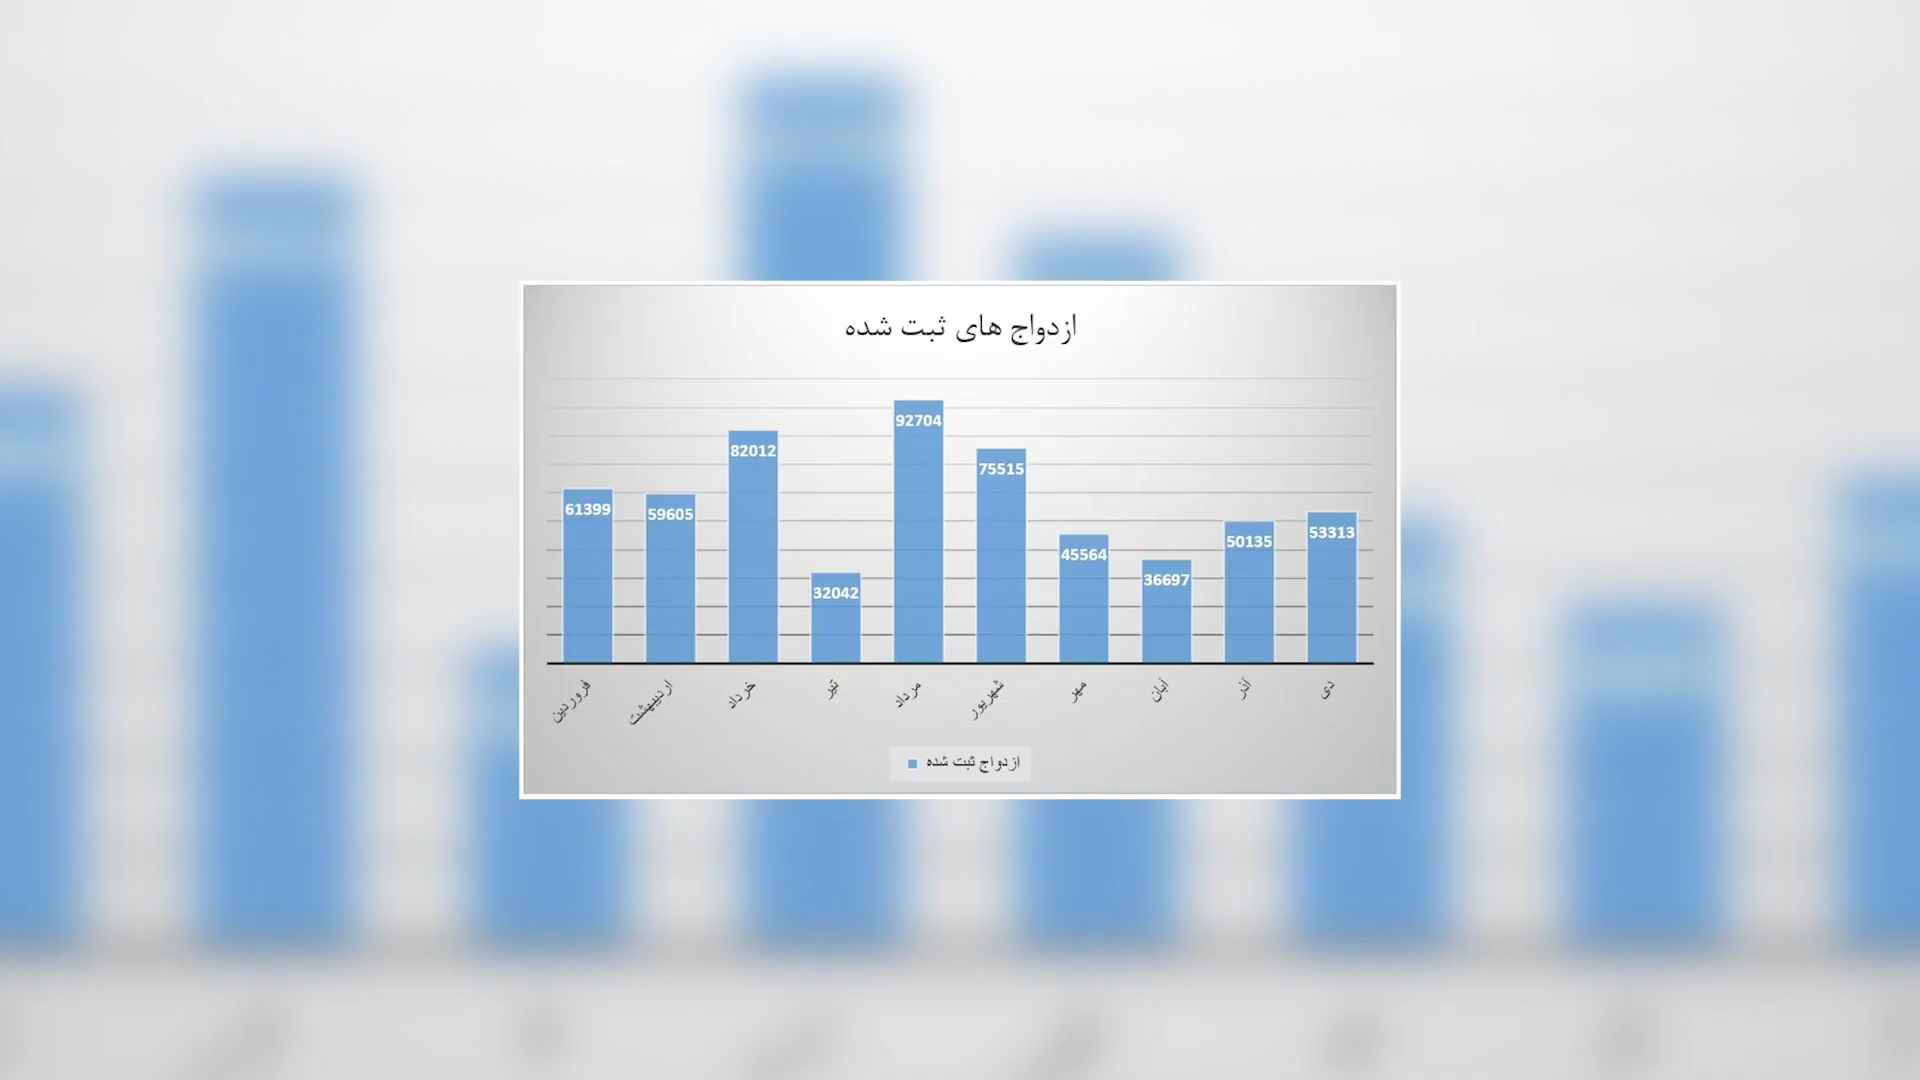 ازدواج های ثبت شده
92704
82012
75515
61399
59605
53313
50135
45564
36697
32042
فروردین
اردیبهشت
خرداد
تیر
مرداد
شهریور
مهر
آبان
آذر
دی
ازدواج ثبت شده